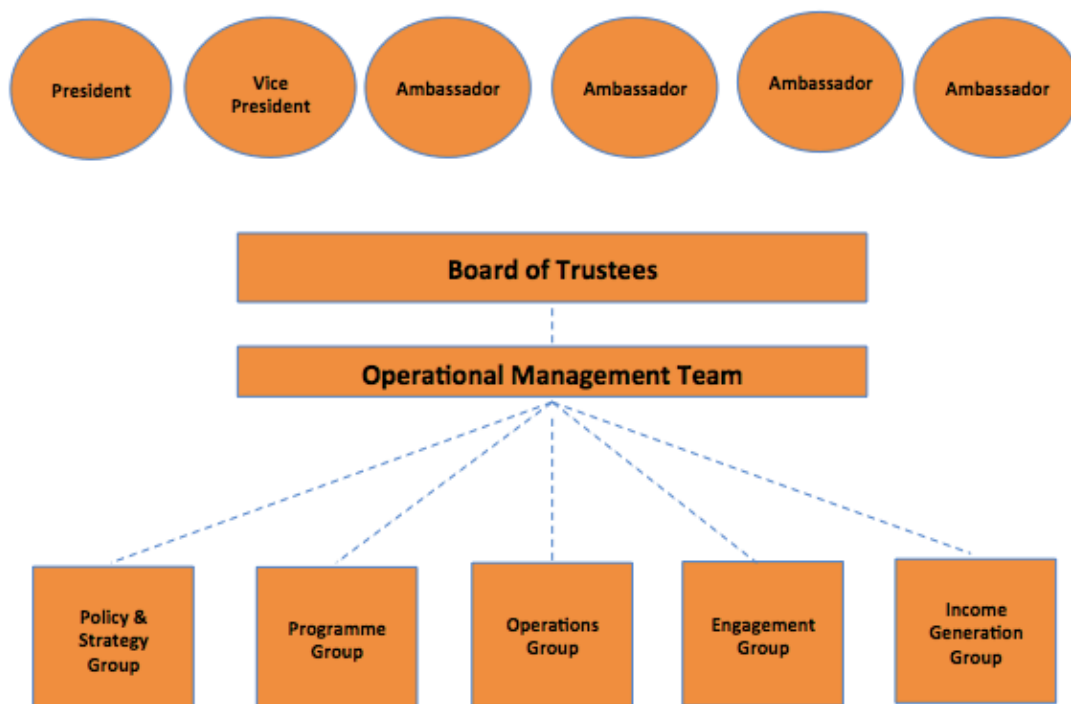 President
Vice
President
Ambassador
Ambassador
Ambassador
Ambassador
Board of Trustees
Operational Management Team
Policy &
Strategy
Group
Programme
Group
Operations
Group
Engagement
Group
Income
Generation
Group